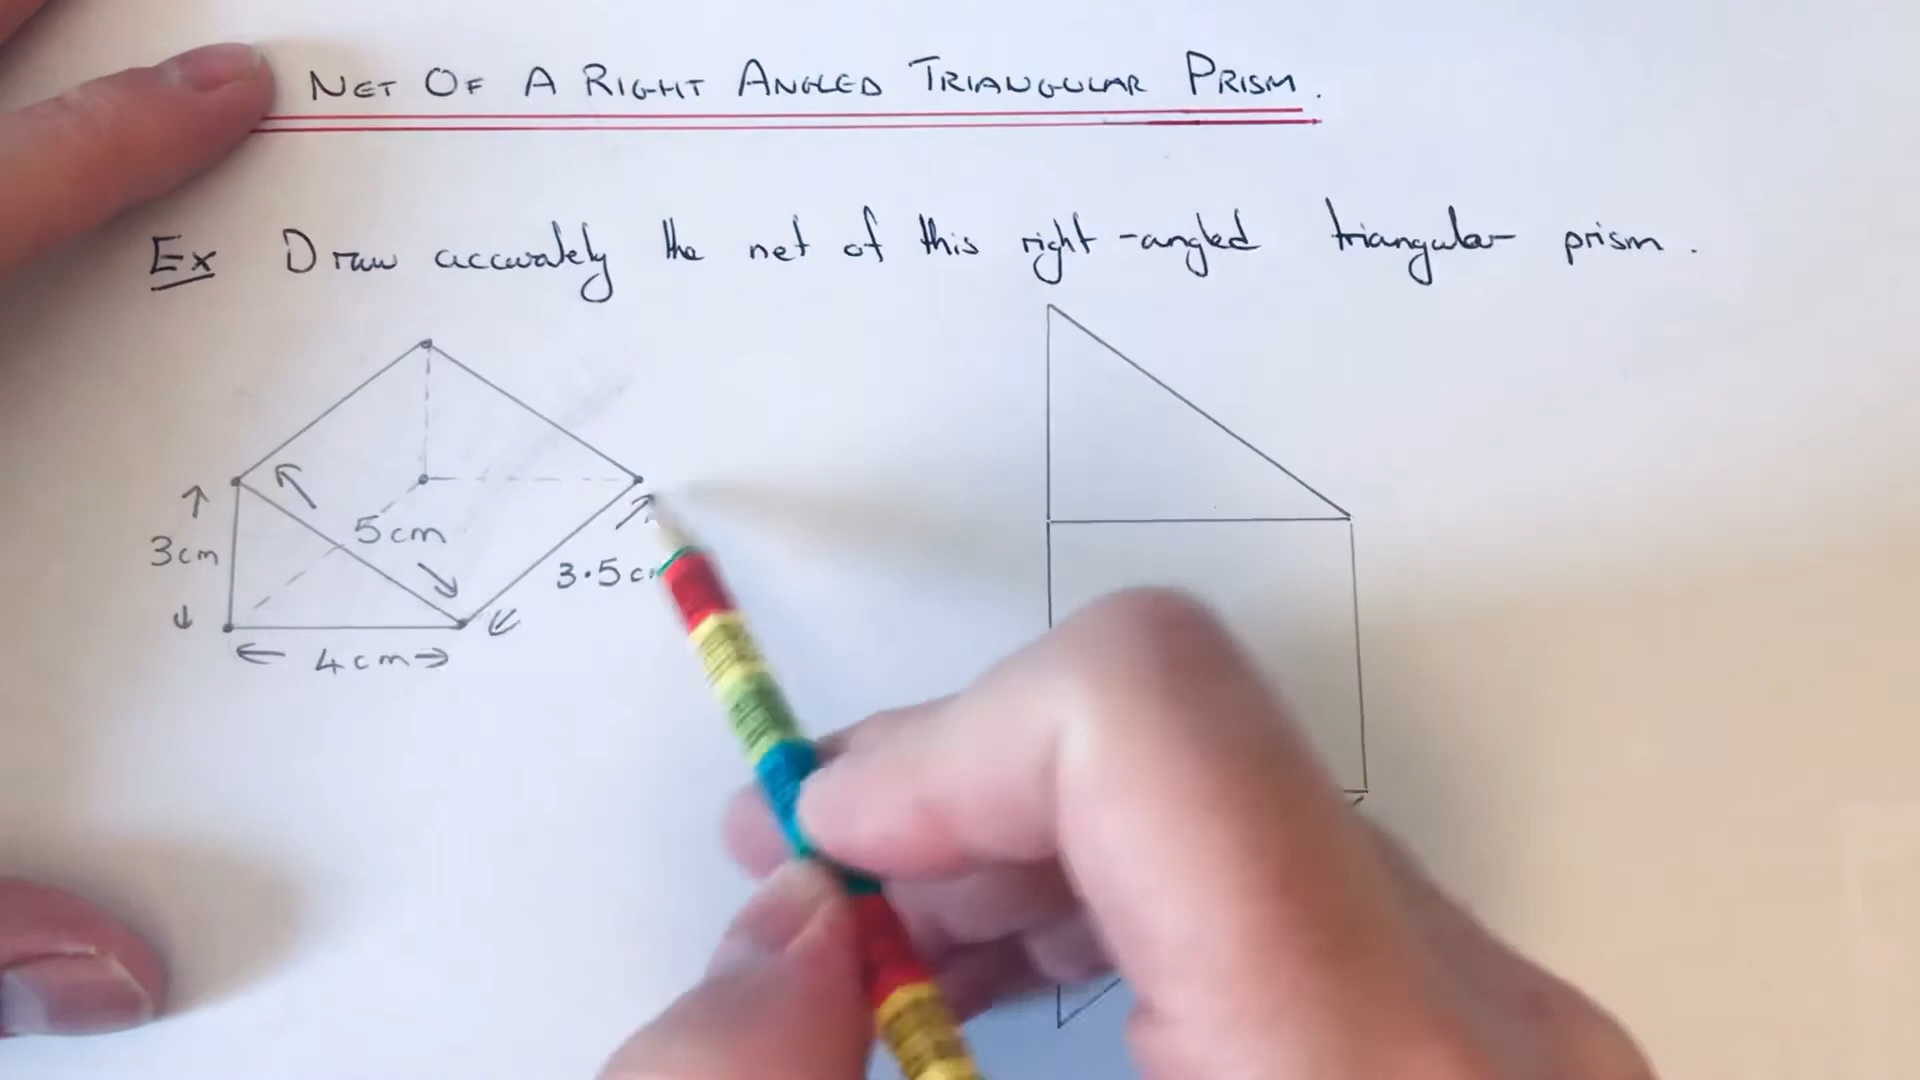 NET OF A RIGHT ANGLED TRIANGULAR PRISM.
Ex Draw accurately the net of this right-angled triangular prism.
5cm
3cm
3.5c
4cm